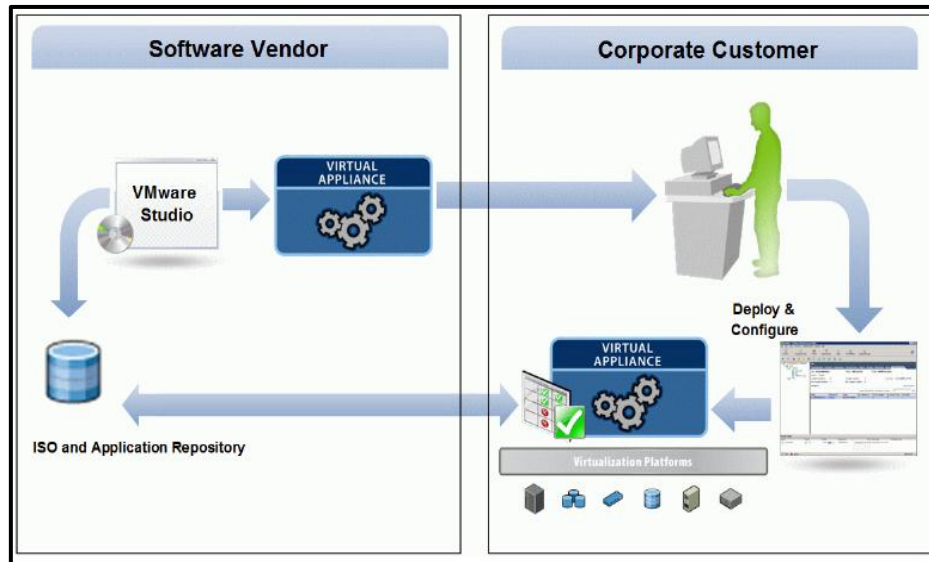 Software Vendor
Corporate Customer
VMware
Studio
VIRTUAL
APPLIANCE
Deploy &
Configure
VIRTUAL
APPLIANCE
ISO and Application Repository
Virtualization Platforms